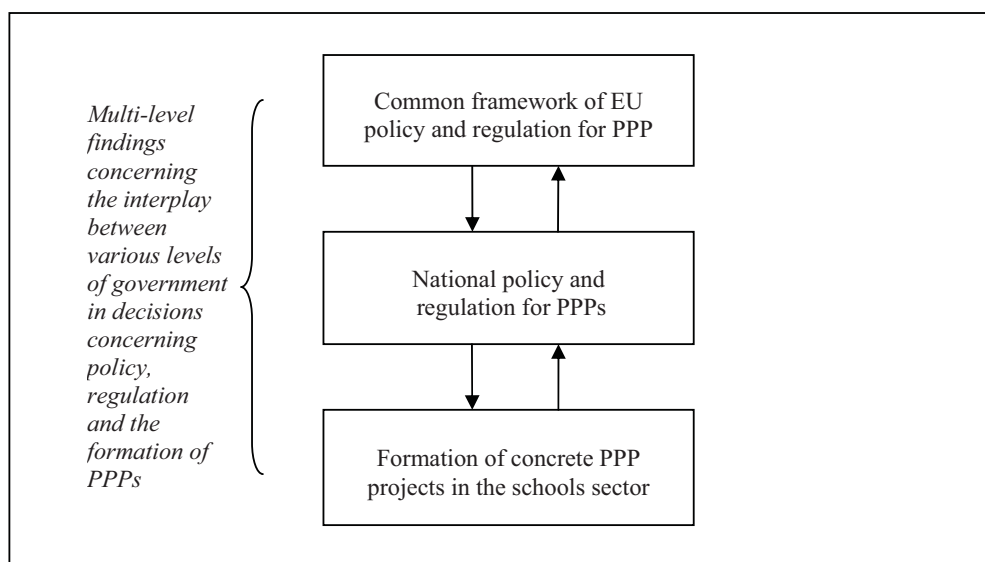 Multi-level
findings
concerning
the interplay
between
various levels
of government
in decisions
concerning
policy,
regulation
and the
formation of
PPPs
Common framework of EU
policy and regulation for PPP
National policy and
regulation for PPPs
Formation of concrete PPP
projects in the schools sector